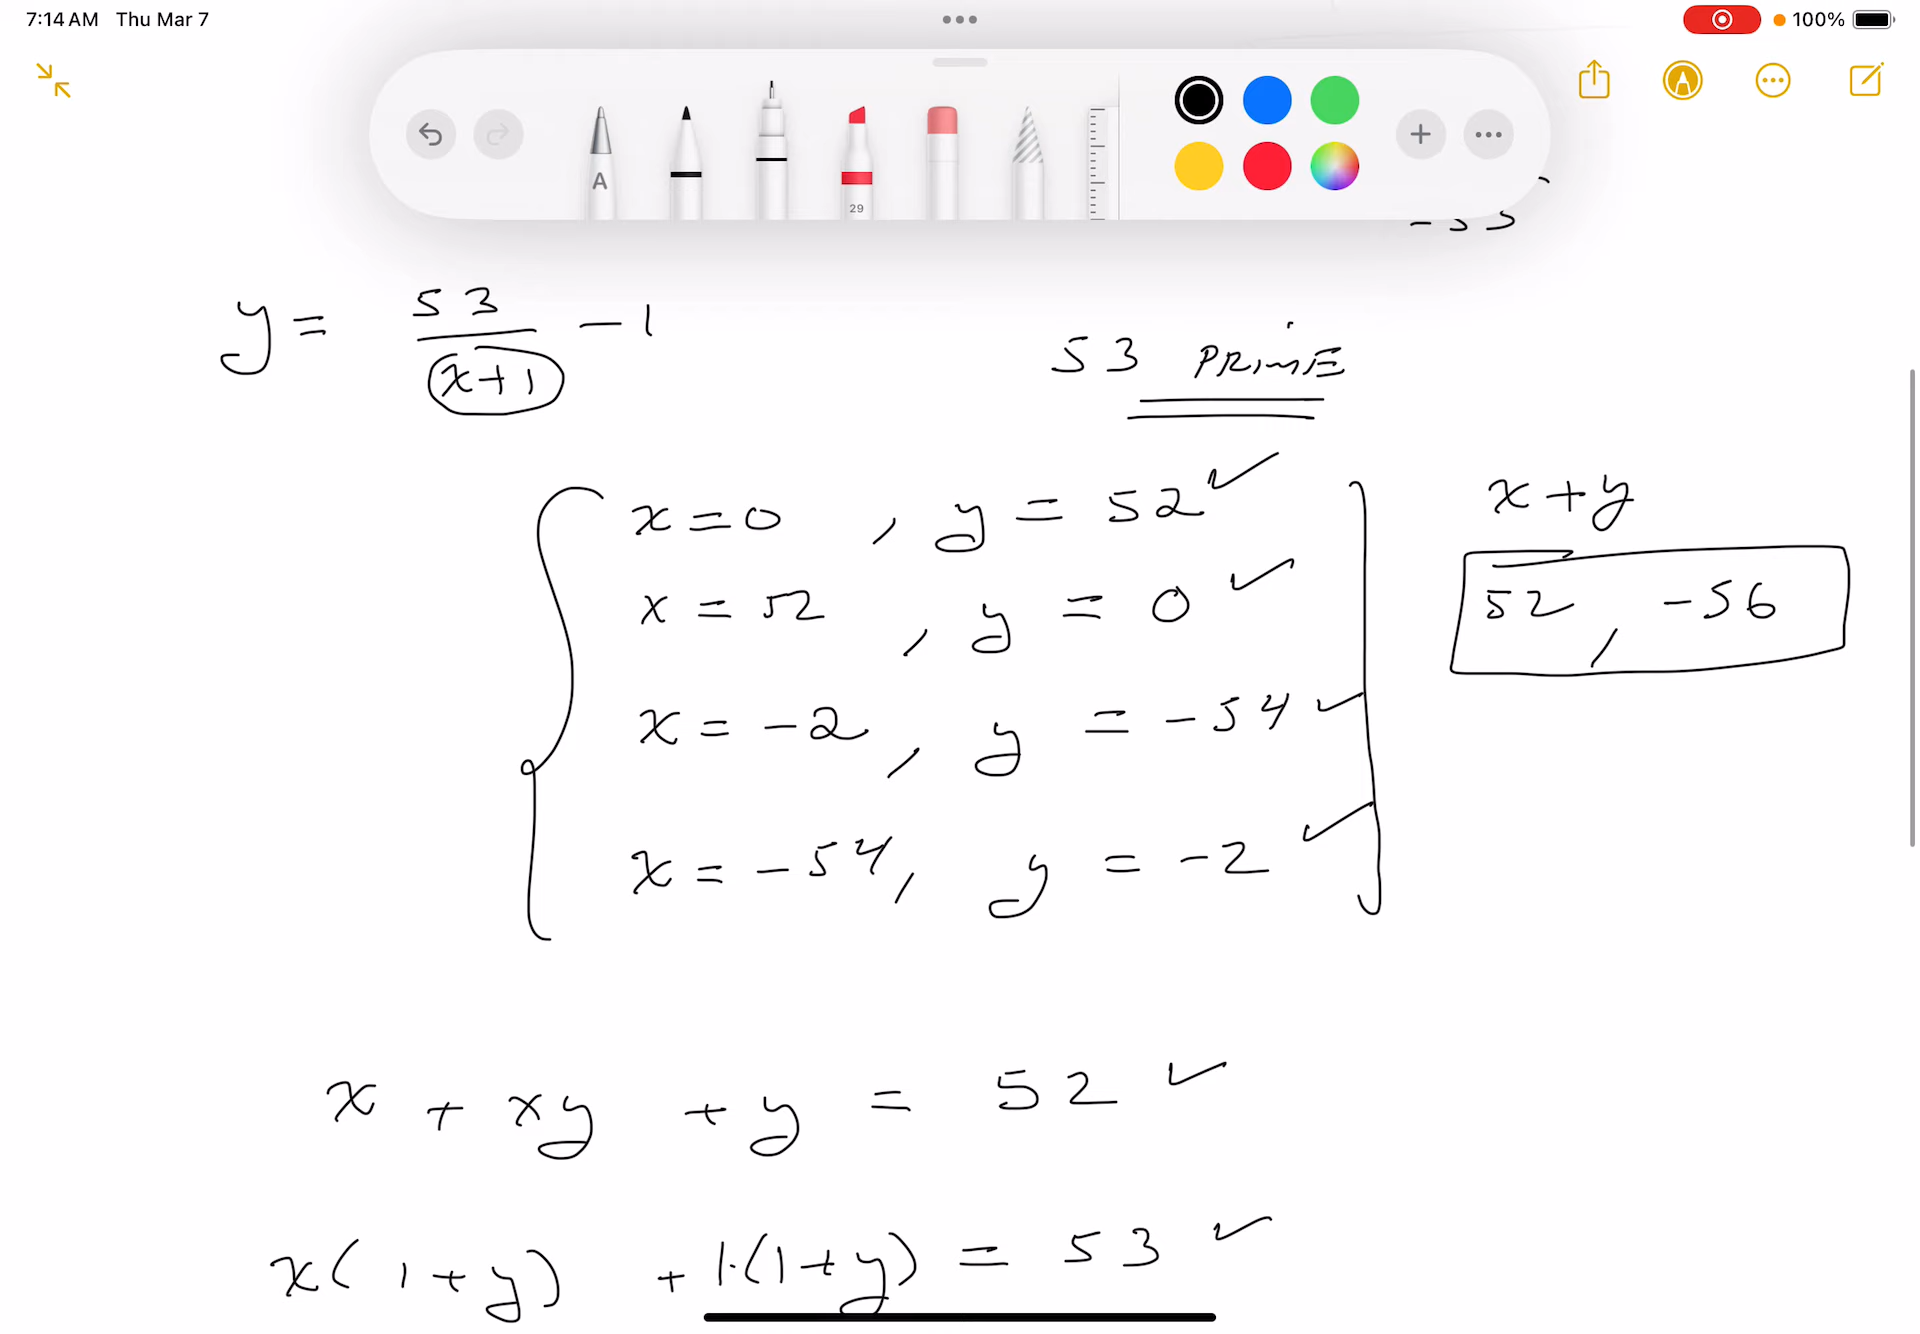 7:14 AM Thu Mar 7
100%
A
29
- 53
y = 53/(x+1) - 1
53 PRIME
x = 0 , y = 52 ✓
x = 52 , y = 0 ✓
x = -2 , y = -54 ✓
x = -54 , y = -2 ✓
x + y
52 , -56
x + xy + y = 52 ✓
x(1+y) + 1·(1+y) = 53 ✓